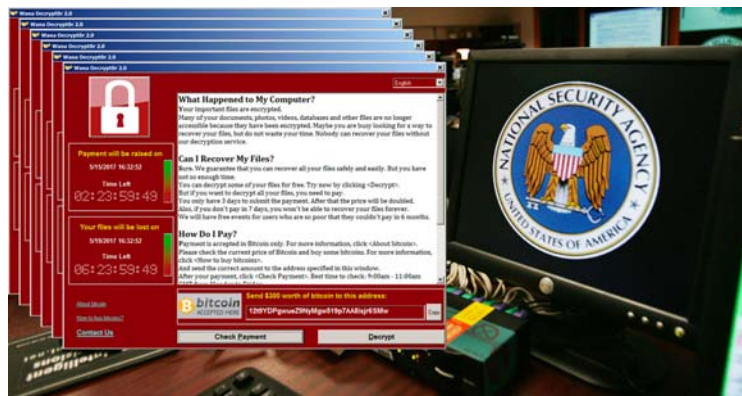 Wana Decrypt0r 2.0
Wana Decrypt0r 2.0
Wana Decrypt0r 2.0
Wana Decrypt0r 2.0
Wana Decrypt0r 2.0
Wana Decrypt0r 2.0
English
What Happened to My Computer?
Your important files are encrypted.
Many of your documents, photos, videos, databases and other files are no longer
accessible because they have been encrypted. Maybe you are busy looking for a way to
recover your files, but do not waste your time. Nobody can recover your files without
our decryption service.
Can I Recover My Files?
Sure. We guarantee that you can recover all your files safely and easily. But you have
not so enough time.
You can decrypt some of your files for free. Try now by clicking <Decrypt>.
But if you want to decrypt all your files, you need to pay.
You only have 3 days to submit the payment. After that the price will be doubled.
Also, if you don't pay in 7 days, you won't be able to recover your files forever.
We will have free events for users who are so poor that they couldn't pay in 6 months.
How Do I Pay?
Payment is accepted in Bitcoin only. For more information, click <About bitcoin>.
Please check the current price of Bitcoin and buy some bitcoins. For more information,
click <How to buy bitcoins>.
And send the correct amount to the address specified in this window.
After your payment, click <Check Payment>. Best time to check: 9:00am - 11:00am
Payment will be raised on
5/15/2017 16:32:52
Time Left
02:23:59:49
Your files will be lost on
5/19/2017 16:32:52
Time Left
06:23:59:49
About bitcoin
How to buy bitcoins?
Contact Us
bitcoin
ACCEPTED HERE
Send $300 worth of bitcoin to this address:
Copy
Check Payment
Decrypt
NATIONAL SECURITY AGENCY
UNITED STATES OF AMERICA